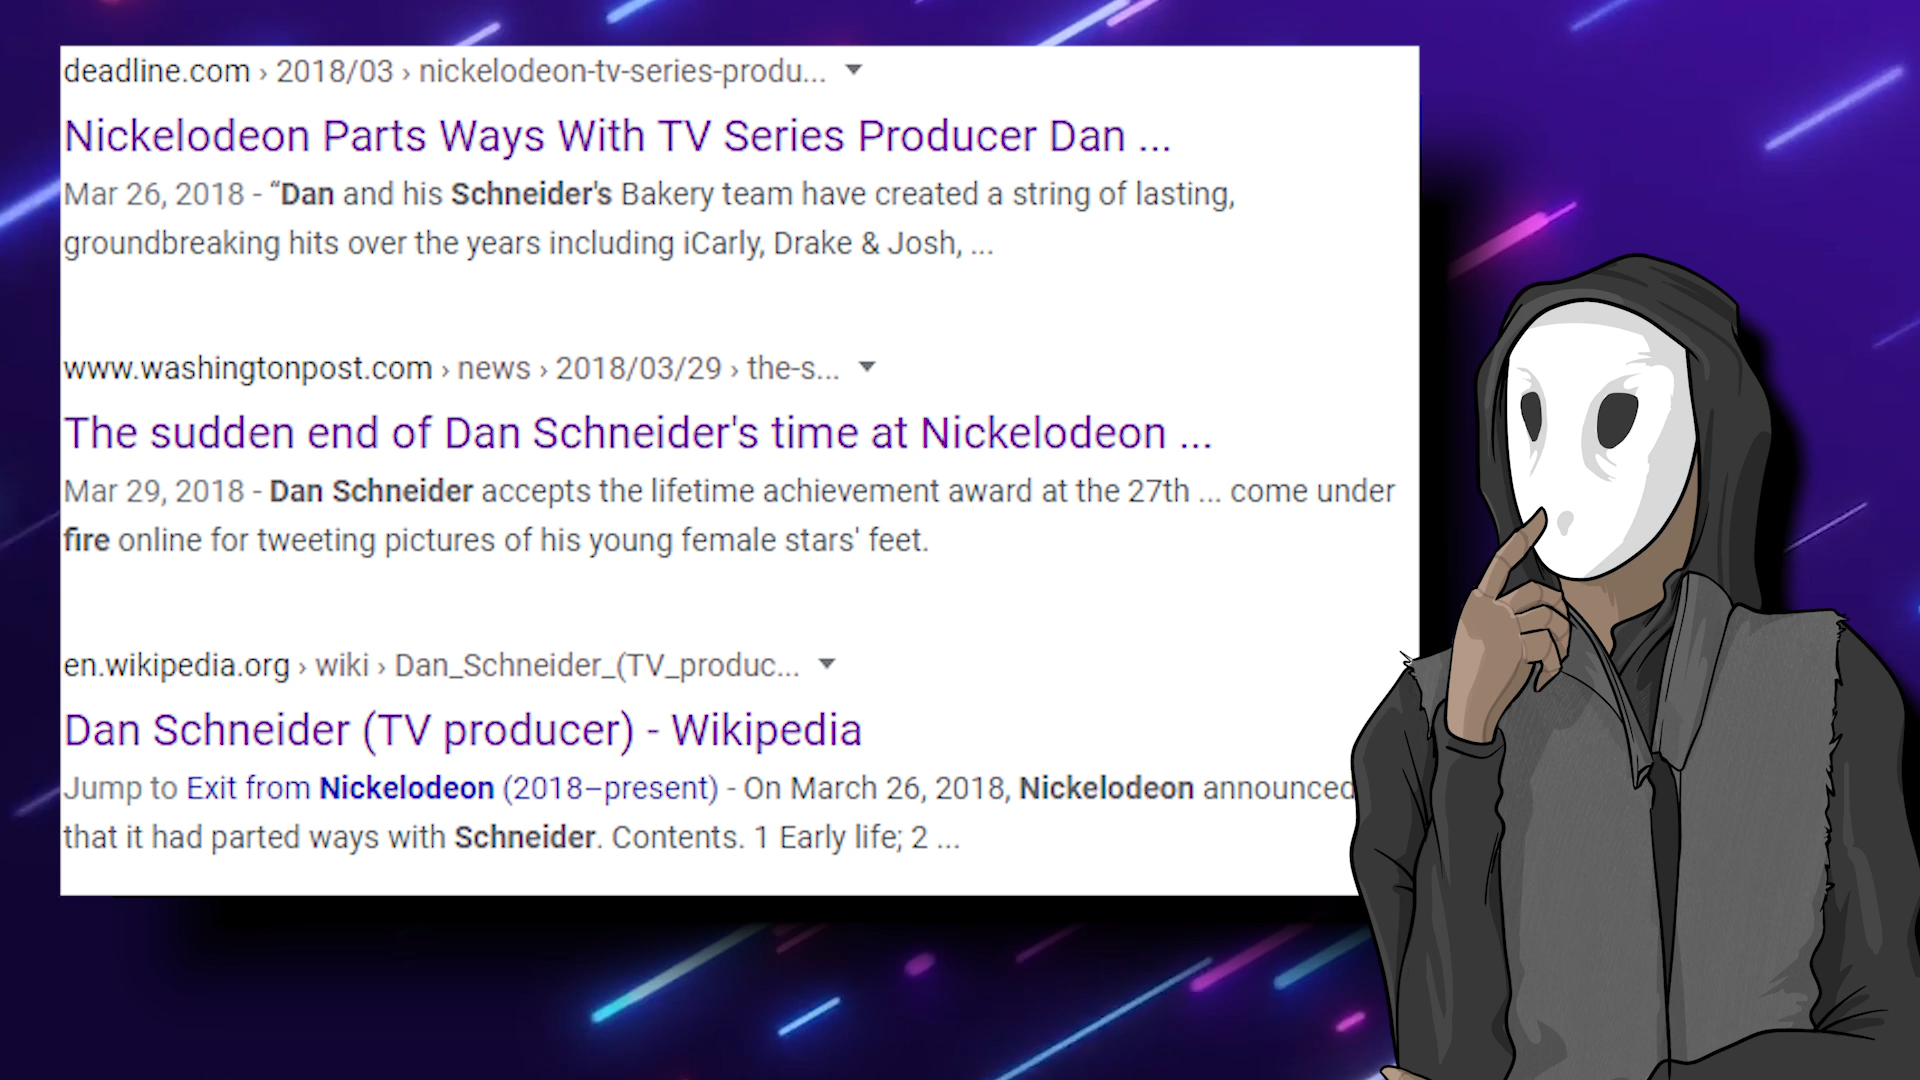 deadline.com › 2018/03 › nickelodeon-tv-series-produ...
Nickelodeon Parts Ways With TV Series Producer Dan ...
Mar 26, 2018 - “Dan and his Schneider's Bakery team have created a string of lasting,
groundbreaking hits over the years including iCarly, Drake & Josh, ...
www.washingtonpost.com › news › 2018/03/29 › the-s...
The sudden end of Dan Schneider's time at Nickelodeon ...
Mar 29, 2018 - Dan Schneider accepts the lifetime achievement award at the 27th ... come under
fire online for tweeting pictures of his young female stars' feet.
en.wikipedia.org › wiki › Dan_Schneider_(TV_produc...
Dan Schneider (TV producer) - Wikipedia
Jump to Exit from Nickelodeon (2018–present) - On March 26, 2018, Nickelodeon announced
that it had parted ways with Schneider. Contents. 1 Early life; 2 ...